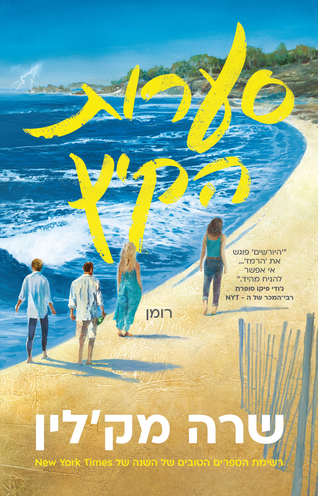 סערות
הקיץ
"'היורשים' פוגש
את 'הרמז'...
אי אפשר
להניח מהיד."
ג'ודי פיקו סופרת
רבי־המכר של ה - NYT
רומן
שרה מק'לין
רשימת הספרים הטובים של השנה של New York Times